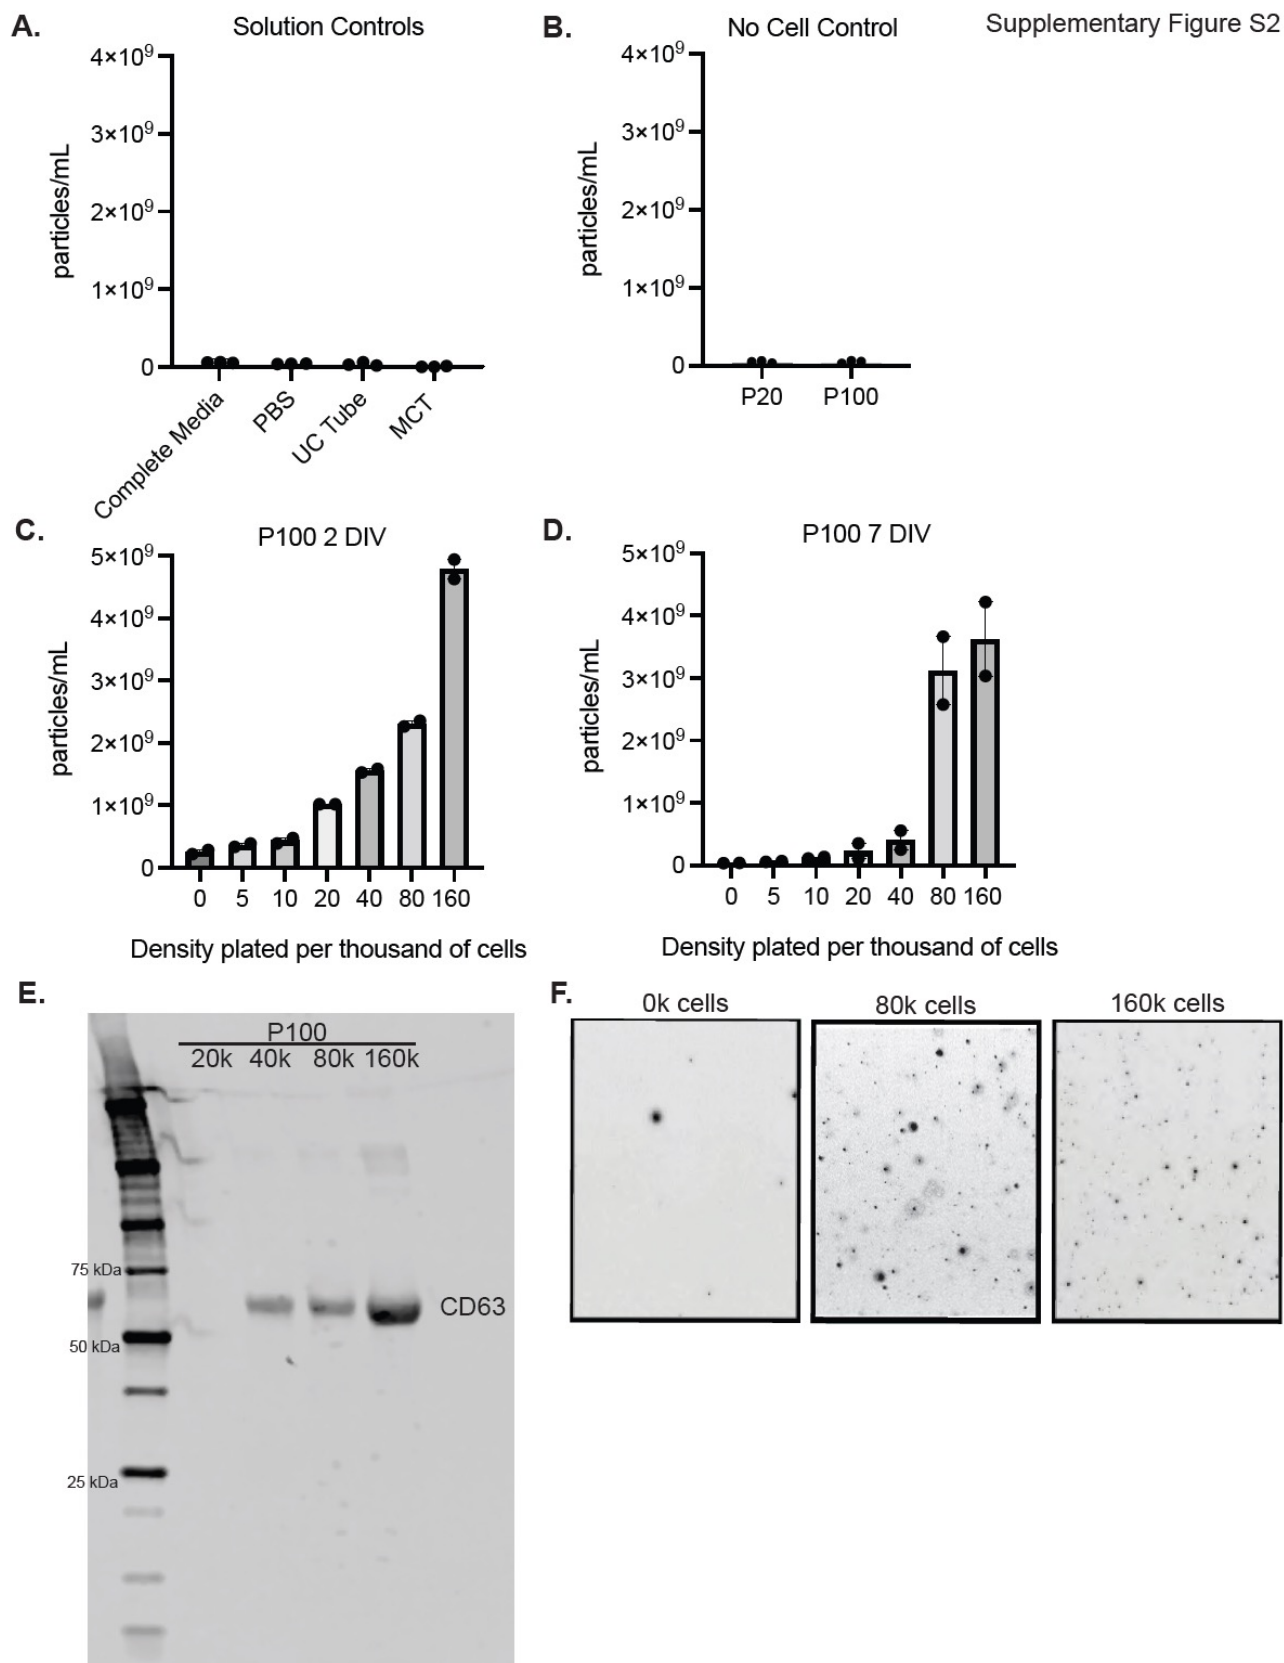 A.
Solution Controls
B.
No Cell Control
Supplementary Figure S2
particles/mL
4×10⁹
3×10⁹
2×10⁹
1×10⁹
0
Complete Media
PBS
UC Tube
MCT
particles/mL
4×10⁹
3×10⁹
2×10⁹
1×10⁹
0
P20 P100
C.
P100 2 DIV
particles/mL
5×10⁹
4×10⁹
3×10⁹
2×10⁹
1×10⁹
0
0 5 10 20 40 80 160
Density plated per thousand of cells
D.
P100 7 DIV
particles/mL
5×10⁹
4×10⁹
3×10⁹
2×10⁹
1×10⁹
0
0 5 10 20 40 80 160
Density plated per thousand of cells
E.
P100
20k 40k 80k 160k
75 kDa
CD63
50 kDa
25 kDa
F.
0k cells
80k cells
160k cells